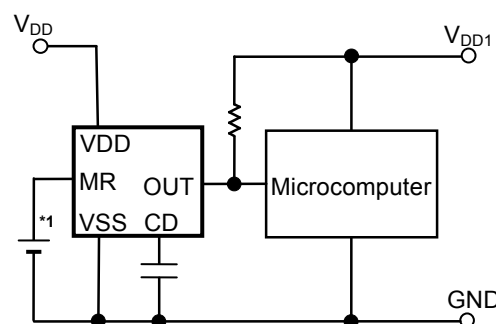 VDD
VDD1
VDD
MR
OUT
Microcomputer
*1
VSS
CD
GND